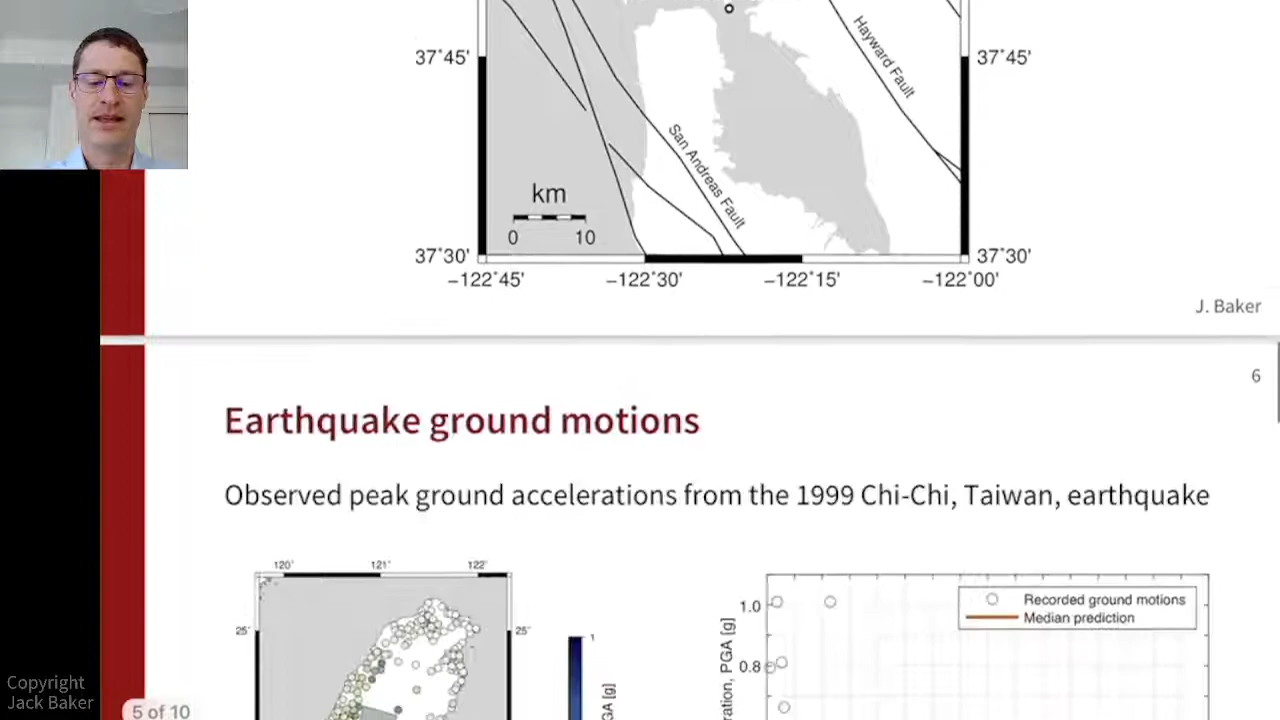 Hayward Fault
37˚45'
37˚45'
San Andreas Fault
km
0
10
37˚30'
37˚30'
−122˚45'
−122˚30'
−122˚15'
−122˚00'
J. Baker
6
Earthquake ground motions
Observed peak ground accelerations from the 1999 Chi-Chi, Taiwan, earthquake
120˚
121˚
122˚
25˚
25˚
1
1.0
0.8
Recorded ground motions
Median prediction
PGA [g]
Copyright
Jack Baker
5 of 10